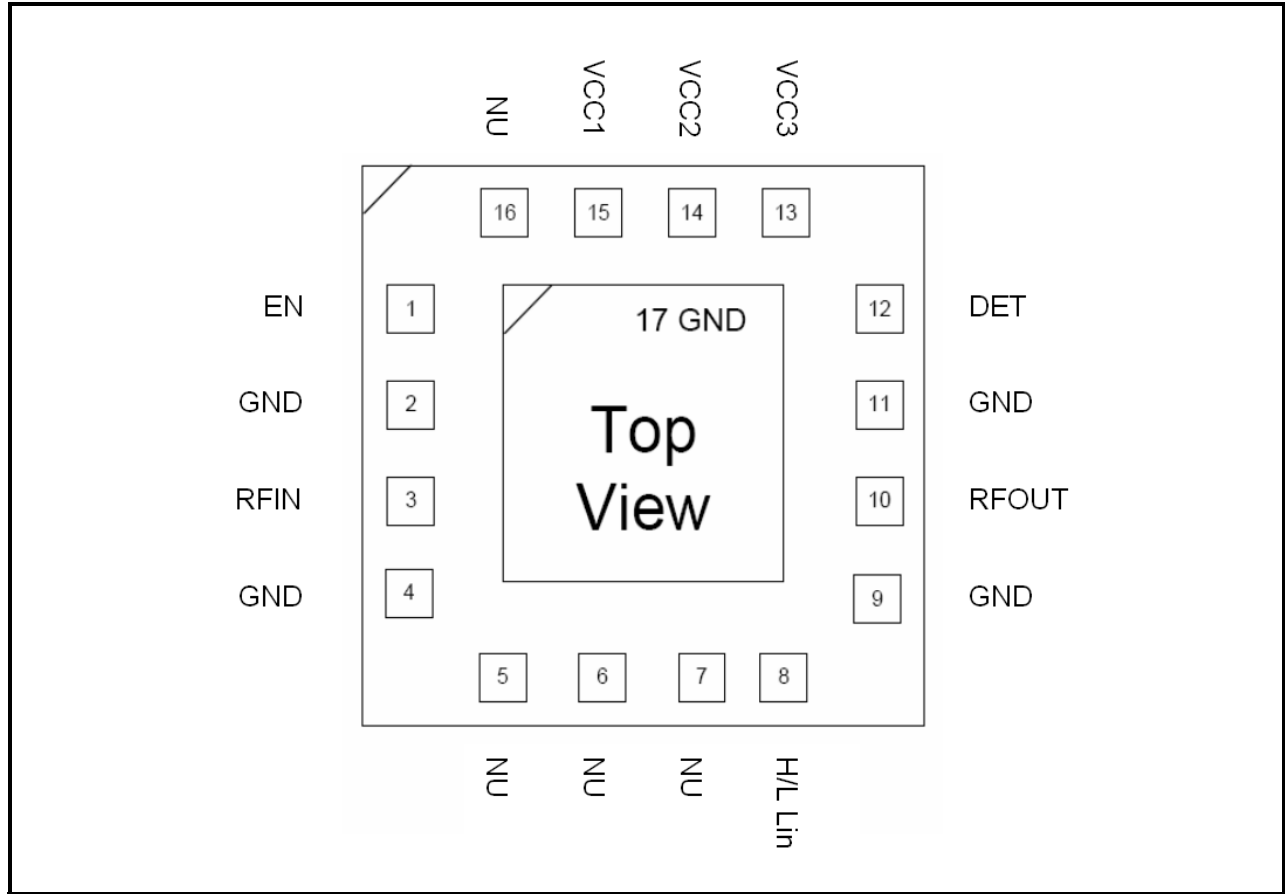 NU VCC1 VCC2 VCC3
16 15 14 13
EN 1 17 GND 12 DET
GND 2 11 GND
Top
RFIN 3 View 10 RFOUT
GND 4 9 GND
5 6 7 8
NU NU NU H/L Lin